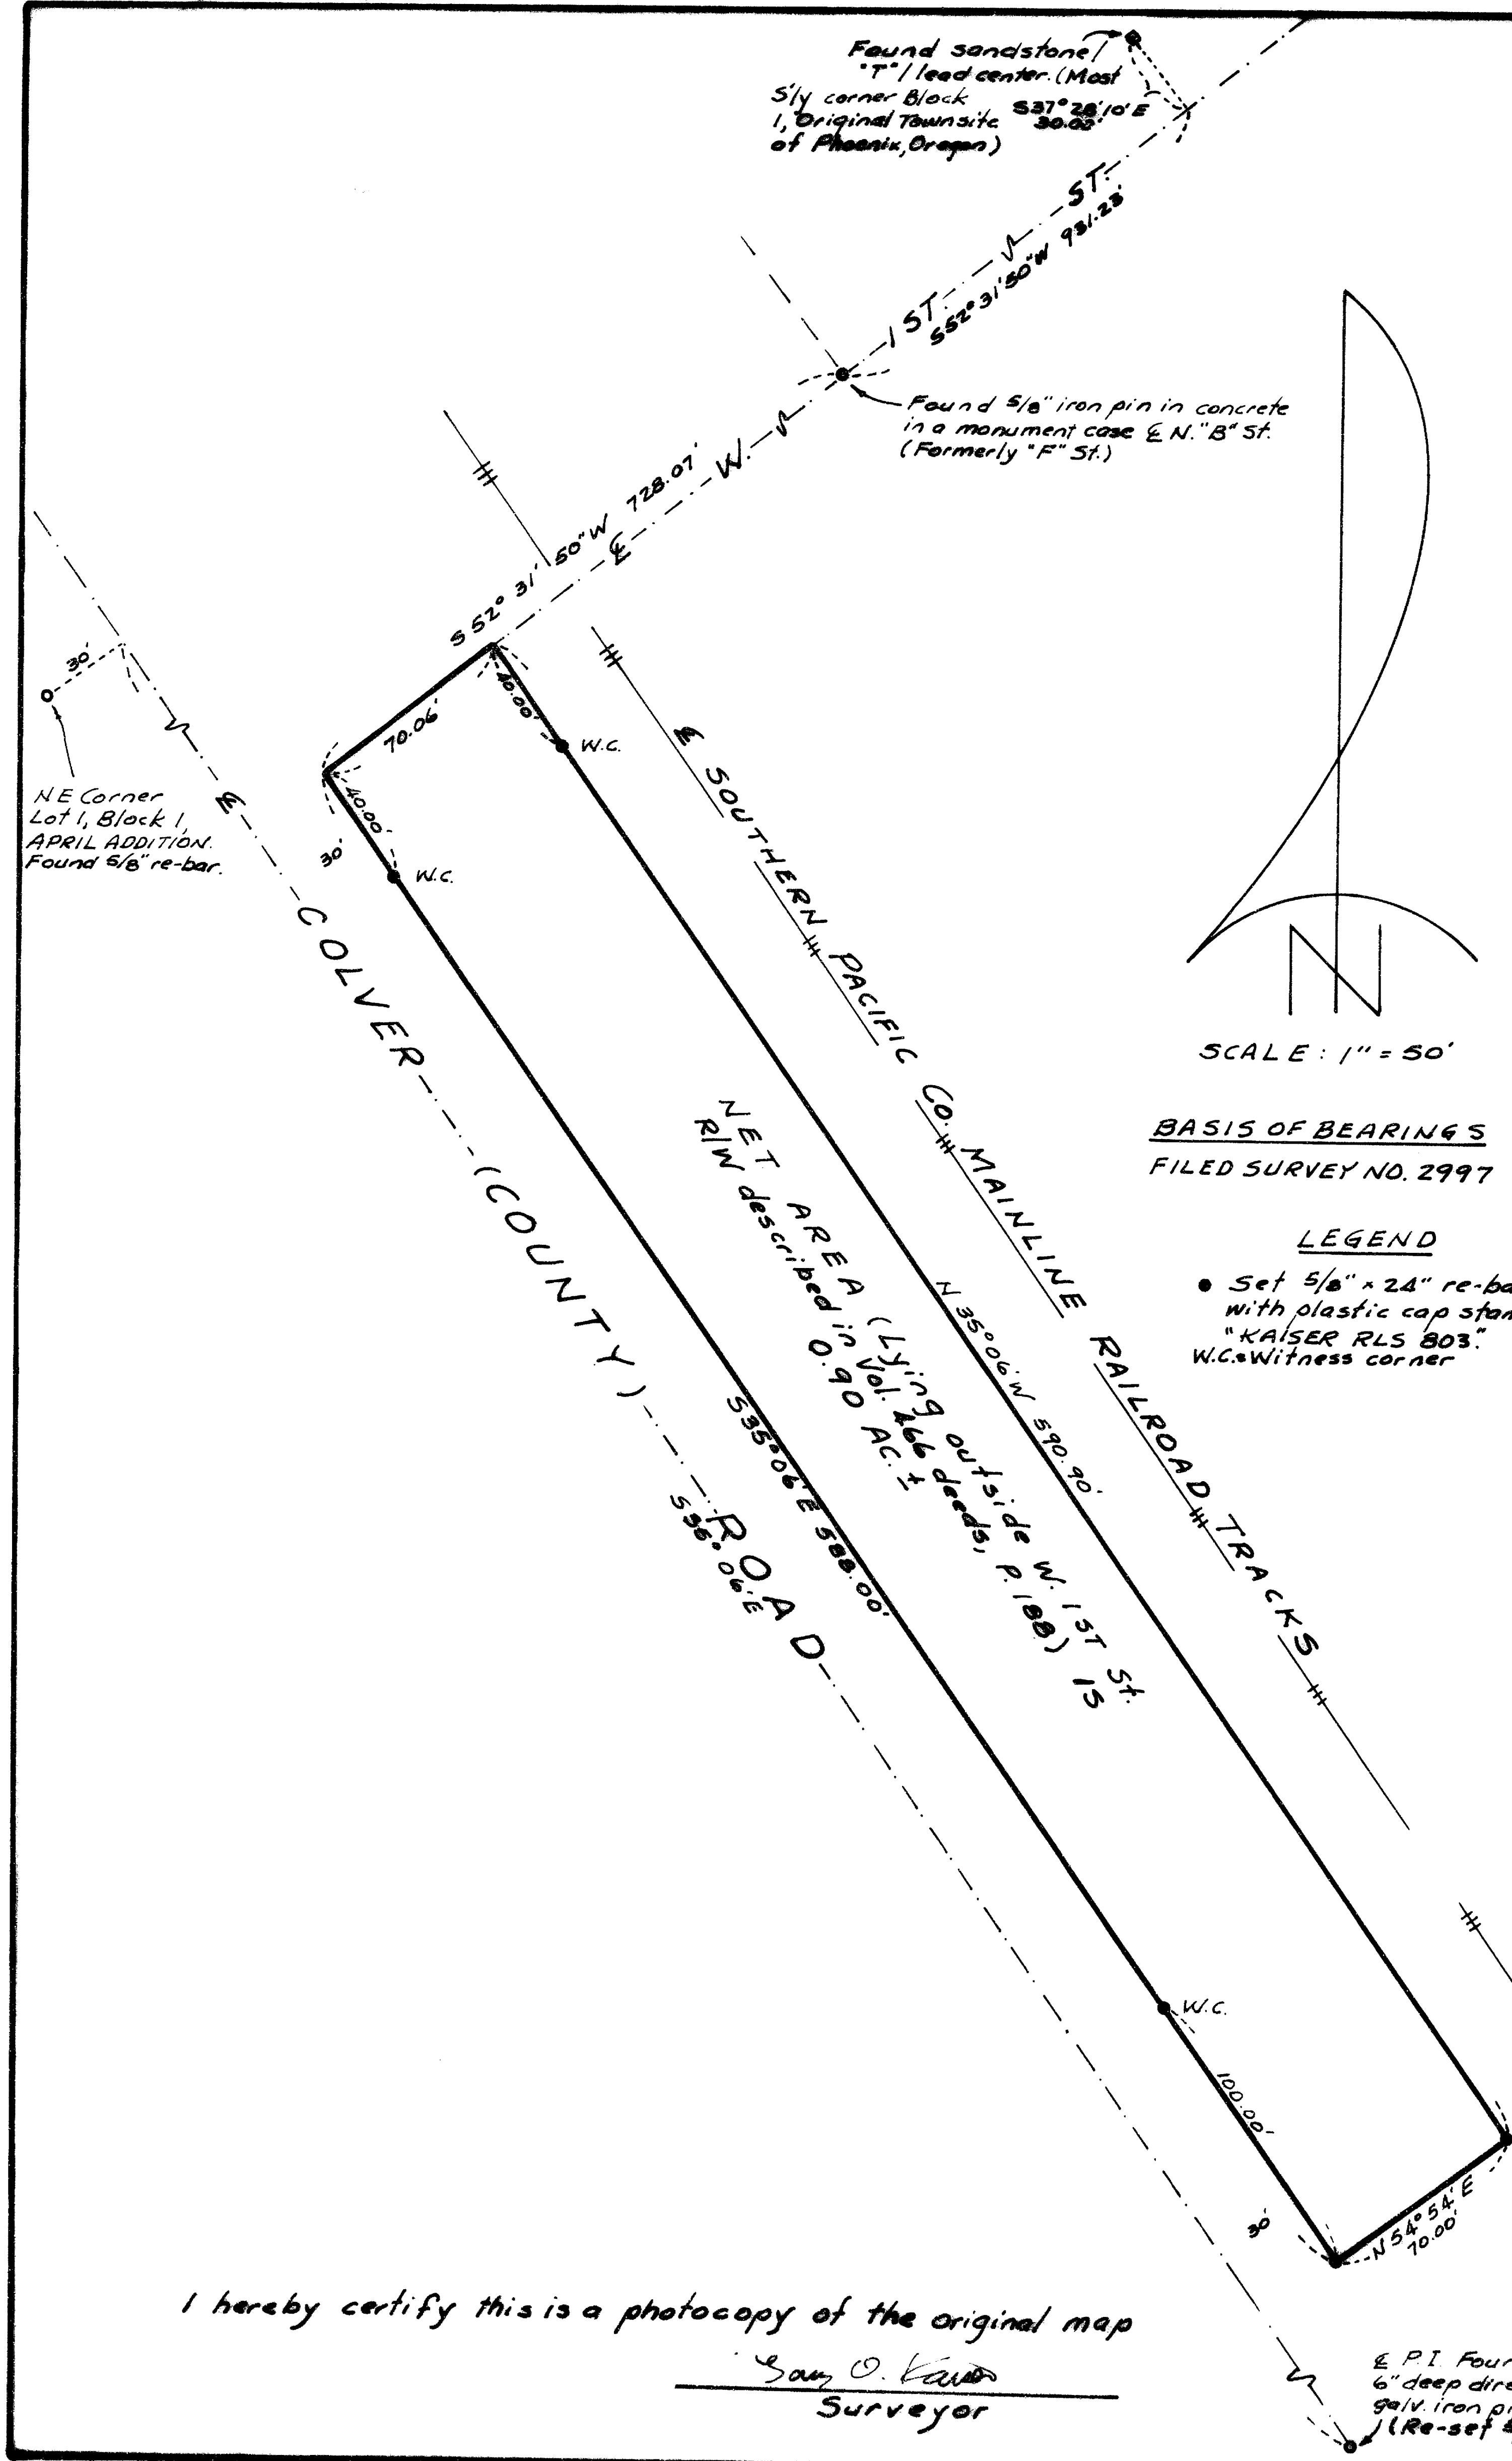 Found sandstone
"T" / lead center. (Most
S'ly corner Block
1, Original Townsite
of Phoenix, Oregon)
S37°28'10"E
30.02'
ST.
1 ST.
S52°31'50"W 931.23'
Found 5/8" iron pin in concrete
in a monument case ℄ N. "B" St.
(Formerly "F" St.)
W.
℄
S 52° 31' 50" W 728.07'
30'
NE Corner
Lot 1, Block 1,
APRIL ADDITION.
Found 5/8" re-bar.
70.06'
40.00'
W.C.
40.00'
W.C.
30'
℄ SOUTHERN PACIFIC CO. MAINLINE RAILROAD TRACKS
℄ COLVER (COUNTY) ROAD
S35°06'E
N
SCALE: 1" = 50'
BASIS OF BEARINGS
FILED SURVEY NO. 2997
LEGEND
● Set 5/8" x 24" re-ba
with plastic cap stam
"KAISER RLS 803."
W.C.=Witness corner
NET AREA (Lying outside W. 1ST St.
R/W described in Vol. 466 deeds, P. 188) IS
0.90 AC. ±
N 35°06'W 590.90'
S35°06'E 588.00'
W.C.
100.00'
30'
N 54°54'E
70.00'
I hereby certify this is a photocopy of the original map
Surveyor
℄ P.I. Foun
6" deep dire
galv. iron pi
(Re-set